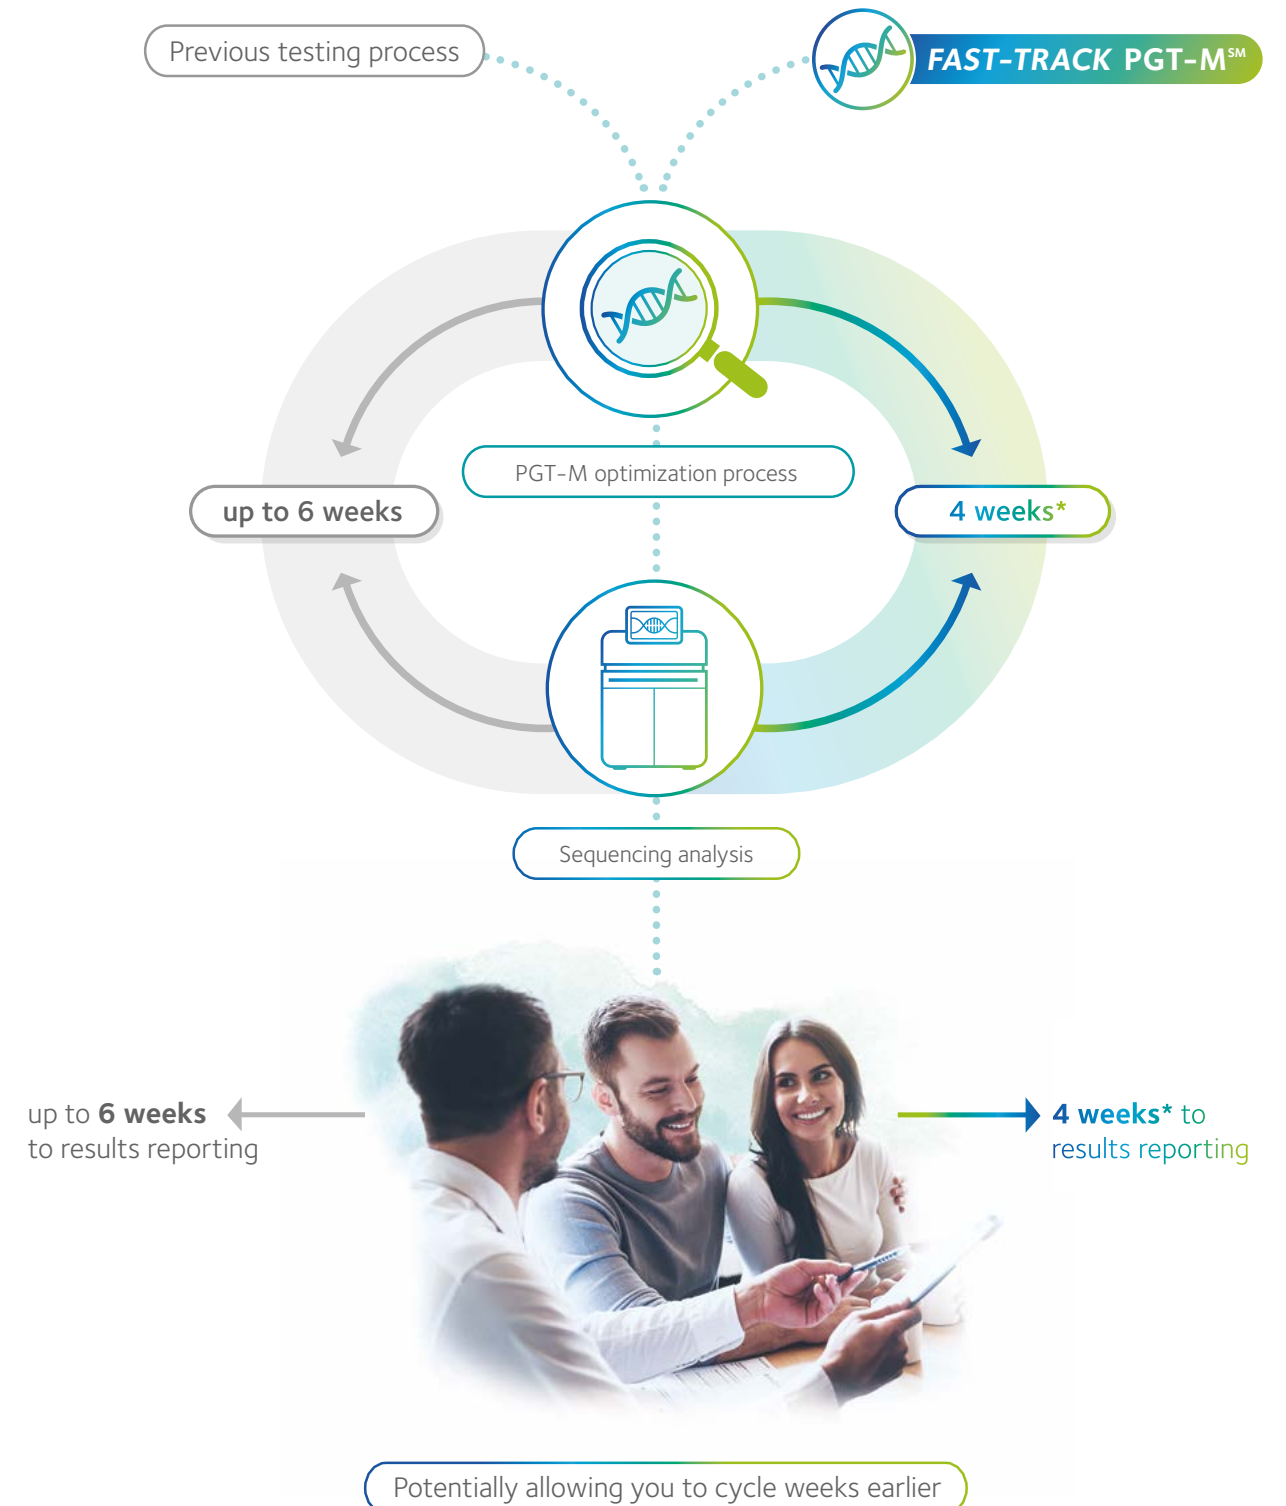 Previous testing process
FAST-TRACK PGT-M℠
PGT-M optimization process
up to 6 weeks
4 weeks*
Sequencing analysis
up to 6 weeks
to results reporting
4 weeks* to
results reporting
Potentially allowing you to cycle weeks earlier